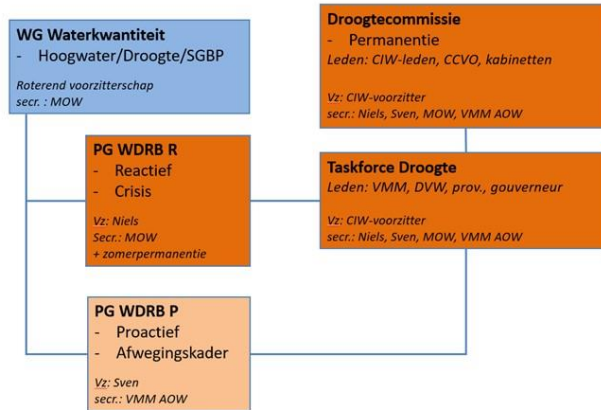 WG Waterkwantiteit
- Hoogwater/Droogte/SGBP
Roterend voorzitterschap
secr. : MOW
Droogtecommissie
- Permanentie
Leden: CIW-leden, CCVO, kabinetten
Vz: CIW-voorzitter
secr.: Niels, Sven, MOW, VMM AOW
PG WDRB R
- Reactief
- Crisis
Vz: Niels
Secr.: MOW
+ zomerpermanentie
Taskforce Droogte
Leden: VMM, DVW, prov., gouverneur
Vz: CIW-voorzitter
secr.: Niels, Sven, MOW, VMM AOW
PG WDRB P
- Proactief
- Afwegingskader
Vz: Sven
secr.: VMM AOW